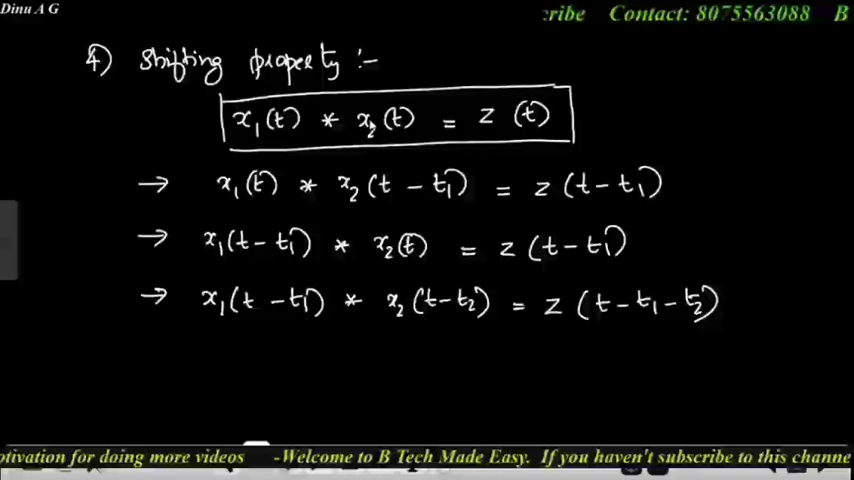 Dinu A G
:ribe Contact: 8075563088 B
4) Shifting property :-
x₁(t) * x₂(t) = z(t)
→ x₁(t) * x₂(t - t₁) = z(t - t₁)
→ x₁(t - t₁) * x₂(t) = z(t - t₁)
→ x₁(t - t₁) * x₂(t - t₂) = z(t - t₁ - t₂)
otivation for doing more videos -Welcome to B Tech Made Easy. If you haven't subscribe to this channe